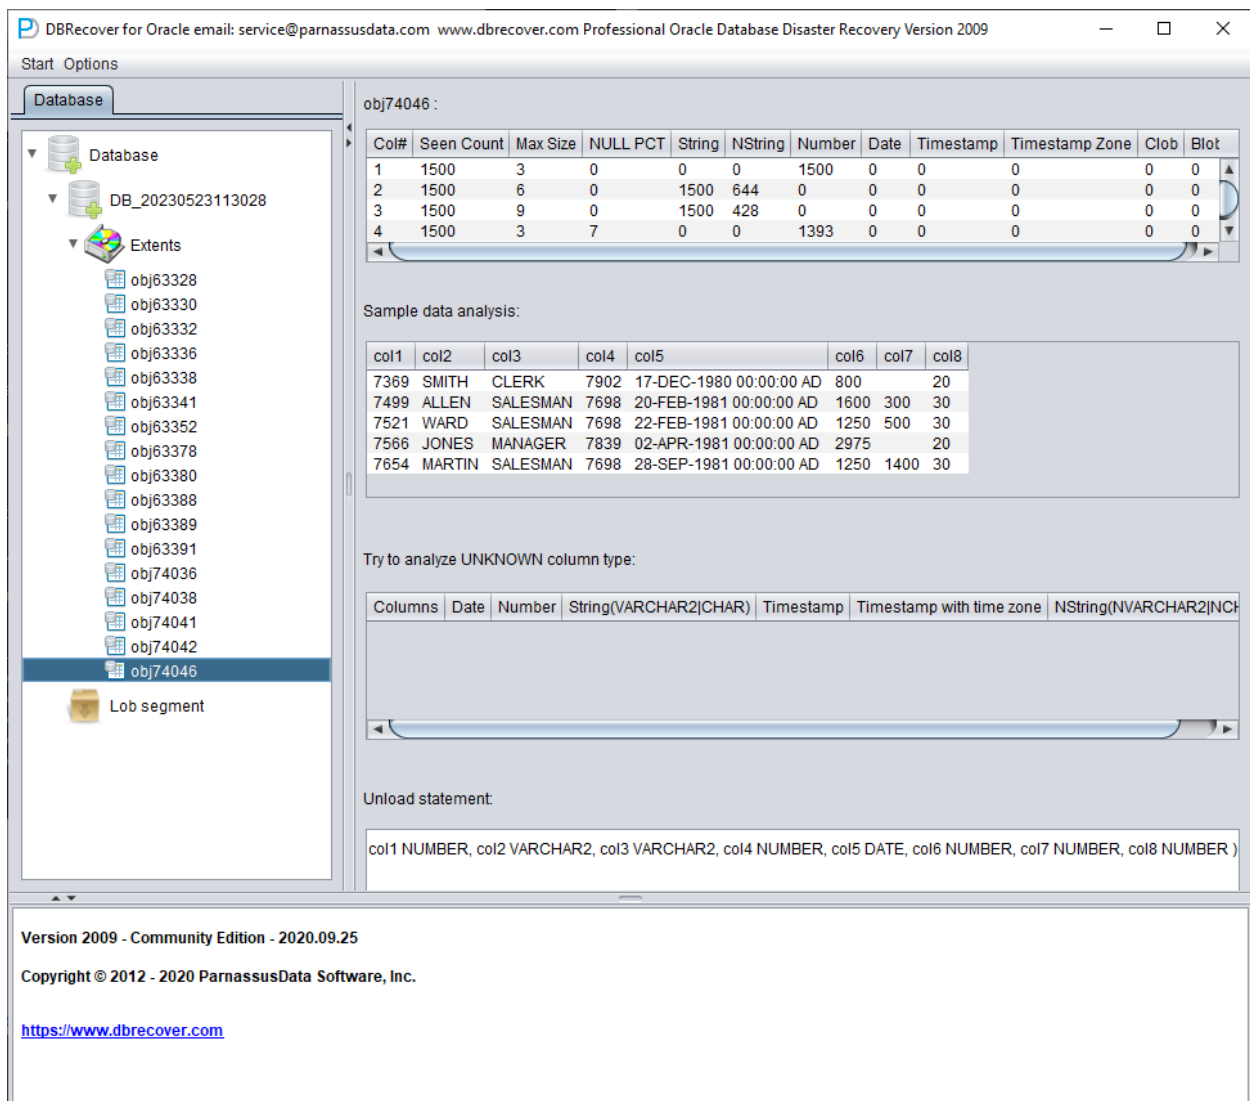 DBRecover for Oracle email: service@parnassusdata.com www.dbrecover.com Professional Oracle Database Disaster Recovery Version 2009
Start Options
Database
Database
DB_20230523113028
Extents
obj63328
obj63330
obj63332
obj63336
obj63338
obj63341
obj63352
obj63378
obj63380
obj63388
obj63389
obj63391
obj74036
obj74038
obj74041
obj74042
obj74046
Lob segment
obj74046 :
Col# Seen Count Max Size NULL PCT String NString Number Date Timestamp Timestamp Zone Clob Blob
1 1500 3 0 0 0 1500 0 0 0 0 0
2 1500 6 0 1500 644 0 0 0 0 0 0
3 1500 9 0 1500 428 0 0 0 0 0 0
4 1500 3 7 0 0 1393 0 0 0 0 0
Sample data analysis:
col1 col2 col3 col4 col5 col6 col7 col8
7369 SMITH CLERK 7902 17-DEC-1980 00:00:00 AD 800 20
7499 ALLEN SALESMAN 7698 20-FEB-1981 00:00:00 AD 1600 300 30
7521 WARD SALESMAN 7698 22-FEB-1981 00:00:00 AD 1250 500 30
7566 JONES MANAGER 7839 02-APR-1981 00:00:00 AD 2975 20
7654 MARTIN SALESMAN 7698 28-SEP-1981 00:00:00 AD 1250 1400 30
Try to analyze UNKNOWN column type:
Columns Date Number String(VARCHAR2|CHAR) Timestamp Timestamp with time zone NString(NVARCHAR2|NCH
Unload statement:
col1 NUMBER, col2 VARCHAR2, col3 VARCHAR2, col4 NUMBER, col5 DATE, col6 NUMBER, col7 NUMBER, col8 NUMBER )
Version 2009 - Community Edition - 2020.09.25
Copyright © 2012 - 2020 ParnassusData Software, Inc.
https://www.dbrecover.com